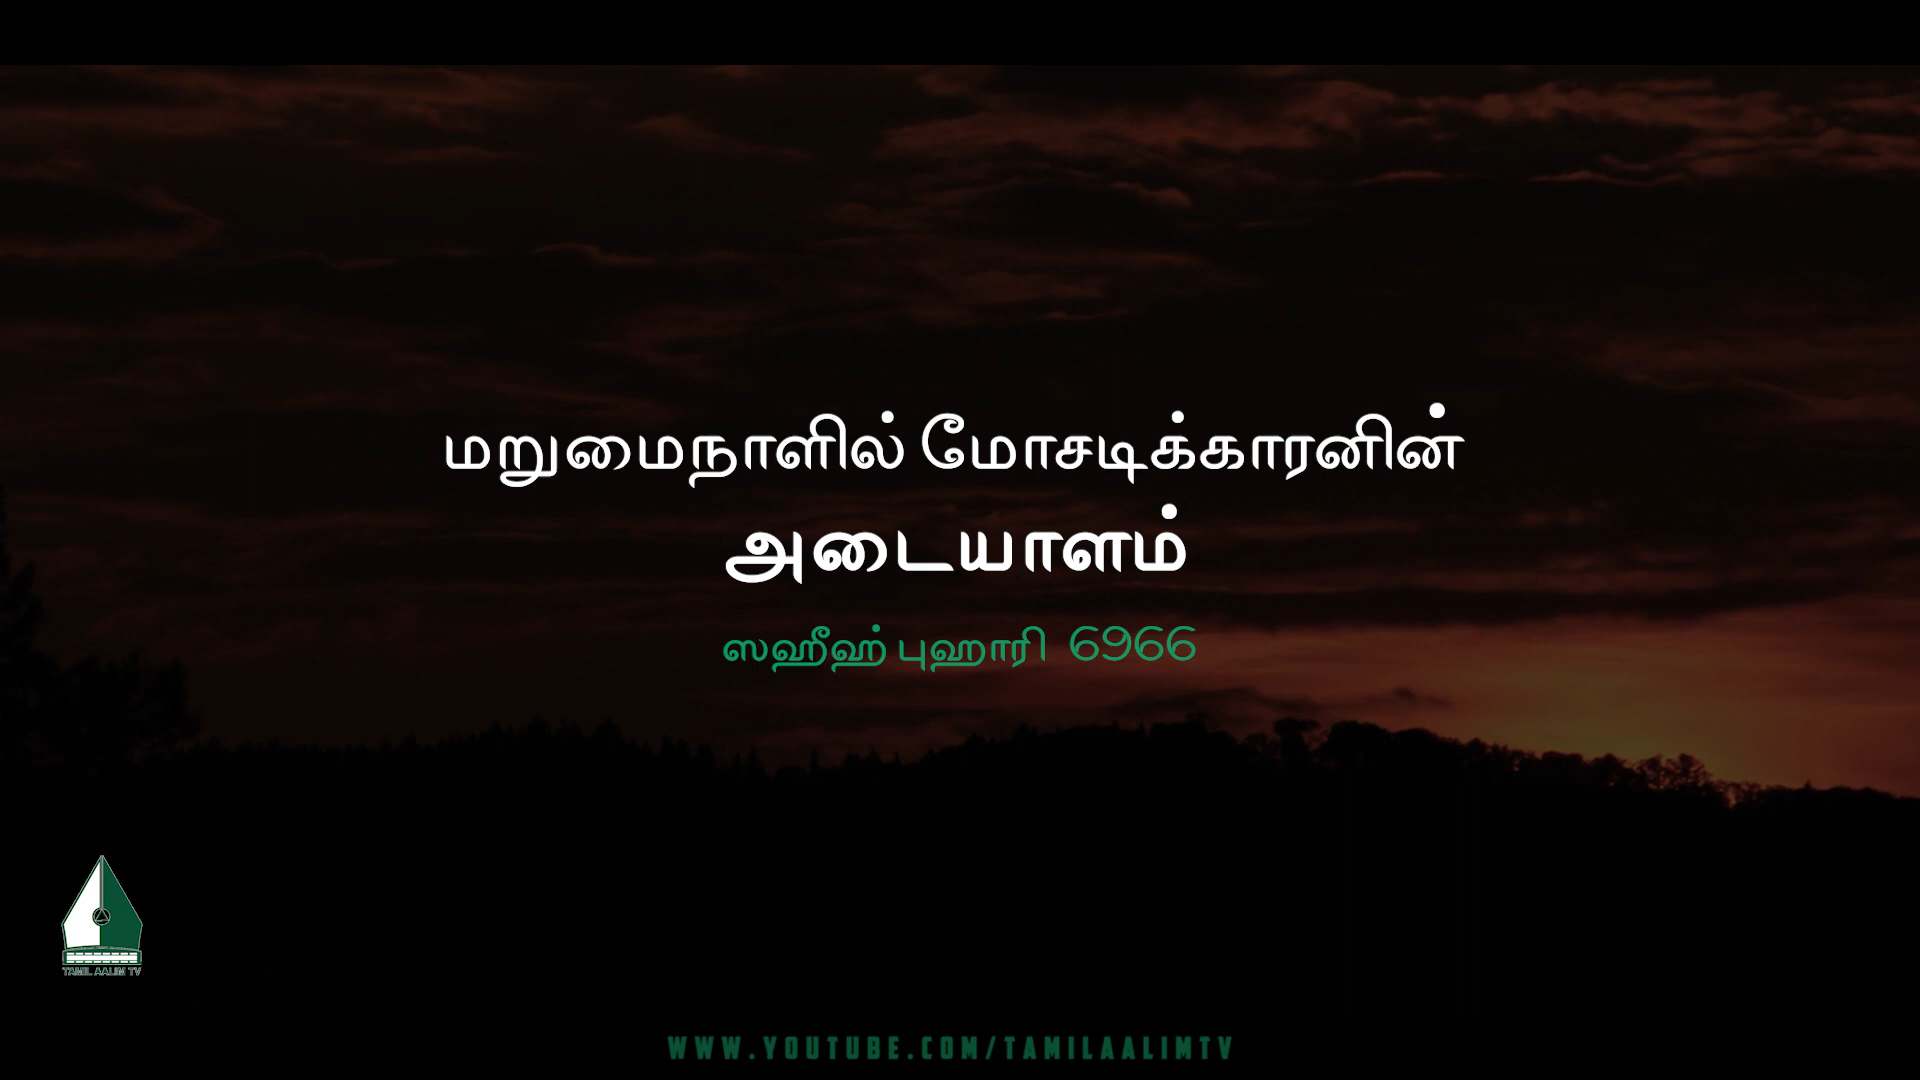 மறுமைநாளில் மோசடிக்காரனின்
அடையாளம்
ஸஹீஹ் புஹாரி 6966
TAMIL AALIM TV
WWW.YOUTUBE.COM/TAMILAALIMTV